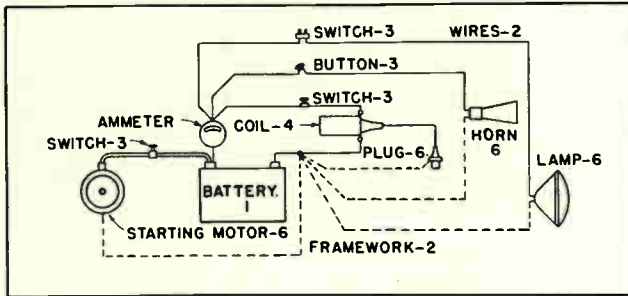 SWITCH-3
WIRES-2
BUTTON-3
SWITCH-3
AMMETER
COIL-4
SWITCH-3
HORN
6
PLUG-6
LAMP-6
BATTERY.
1
STARTING MOTOR-6
FRAMEWORK-2